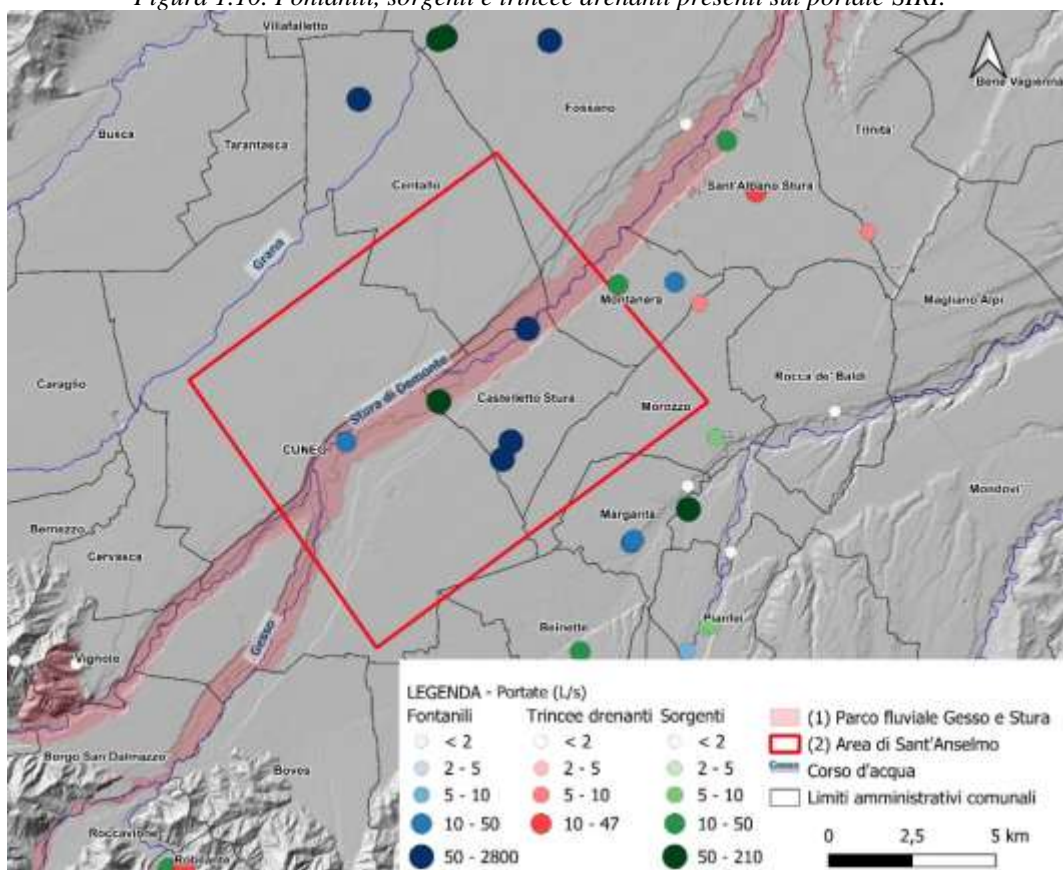 Figura 1.10. Fontanili, sorgenti e trincee drenanti presenti sul portale SIRI.
Villafalletto
Bene Vagienna
Fossano
Busca
Tarantasca
Trinita'
Centallo
Sant'Albano Stura
Grana
Montanera
Magliano Alpi
Stura di Demonte
Caraglio
Rocca de' Baldi
Castelletto Stura
Morozzo
CUNEO
Mondovi'
Margarita
Bernezzo
Cervasca
Pianfei
Beinette
Gesso
Vignolo
Borgo San Dalmazzo
Boves
Roccavione
Robilante
LEGENDA - Portate (L/s)
Fontanili Trincee drenanti Sorgenti
< 2 < 2 < 2
2 - 5 2 - 5 2 - 5
5 - 10 5 - 10 5 - 10
10 - 50 10 - 47 10 - 50
50 - 2800 50 - 210
(1) Parco fluviale Gesso e Stura
(2) Area di Sant'Anselmo
Gesso Corso d'acqua
Limiti amministrativi comunali
0 2,5 5 km